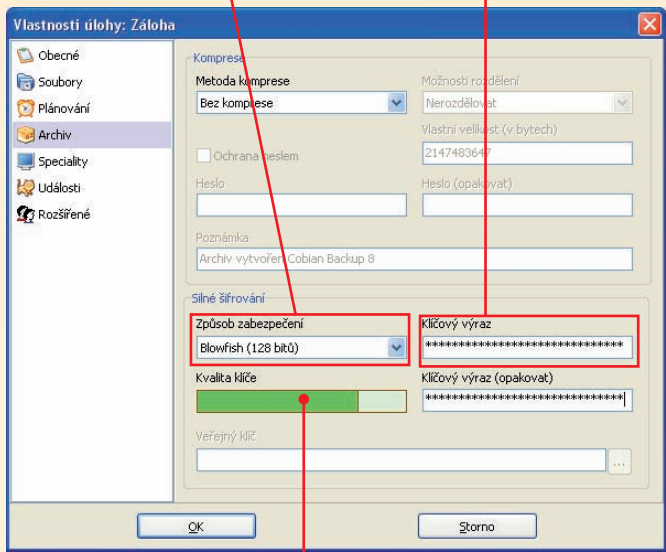 Vlastnosti úlohy: Záloha
Obecné
Soubory
Plánování
Archiv
Speciality
Události
Rozšířené
Komprese
Metoda komprese
Možnosti rozdělení
Bez komprese
Nerozdělovat
Vlastní velikost (v bytech)
Ochrana heslem
2147483647
Heslo
Heslo (opakovat)
Poznámka
Archiv vytvořen Cobian Backup 8
Silné šifrování
Způsob zabezpečení
Klíčový výraz
Blowfish (128 bitů)
********************************
Kvalita klíče
Klíčový výraz (opakovat)
********************************
Veřejný klíč
...
OK
Storno